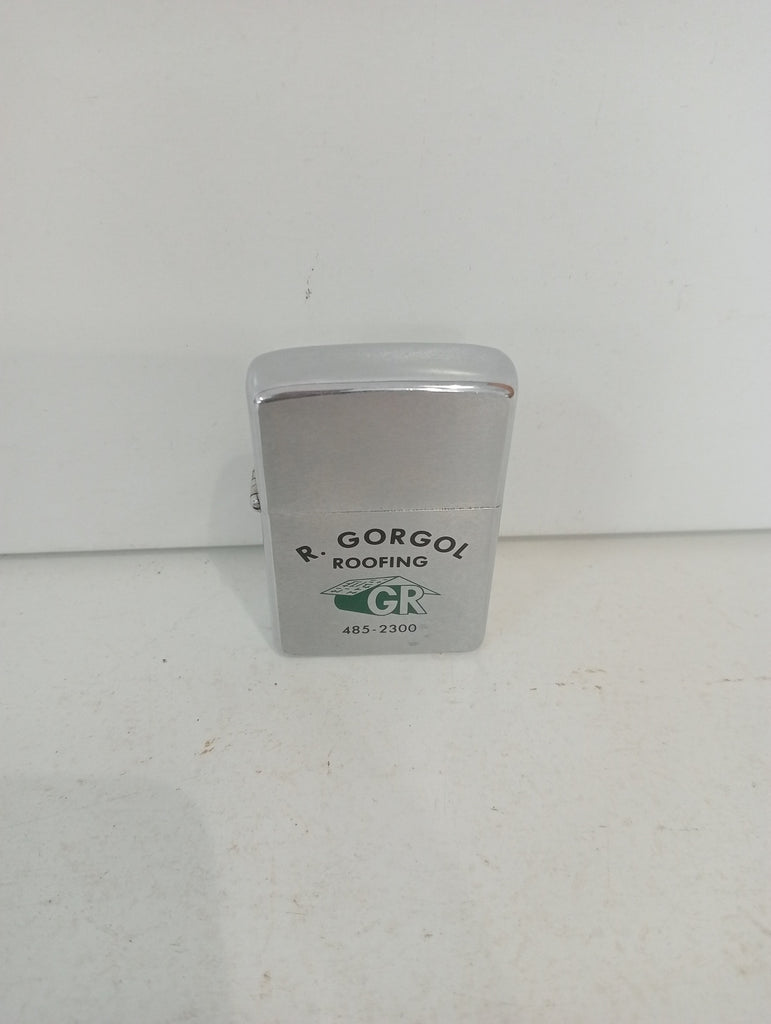 R. GORGOL
ROOFING
GR
485-2300